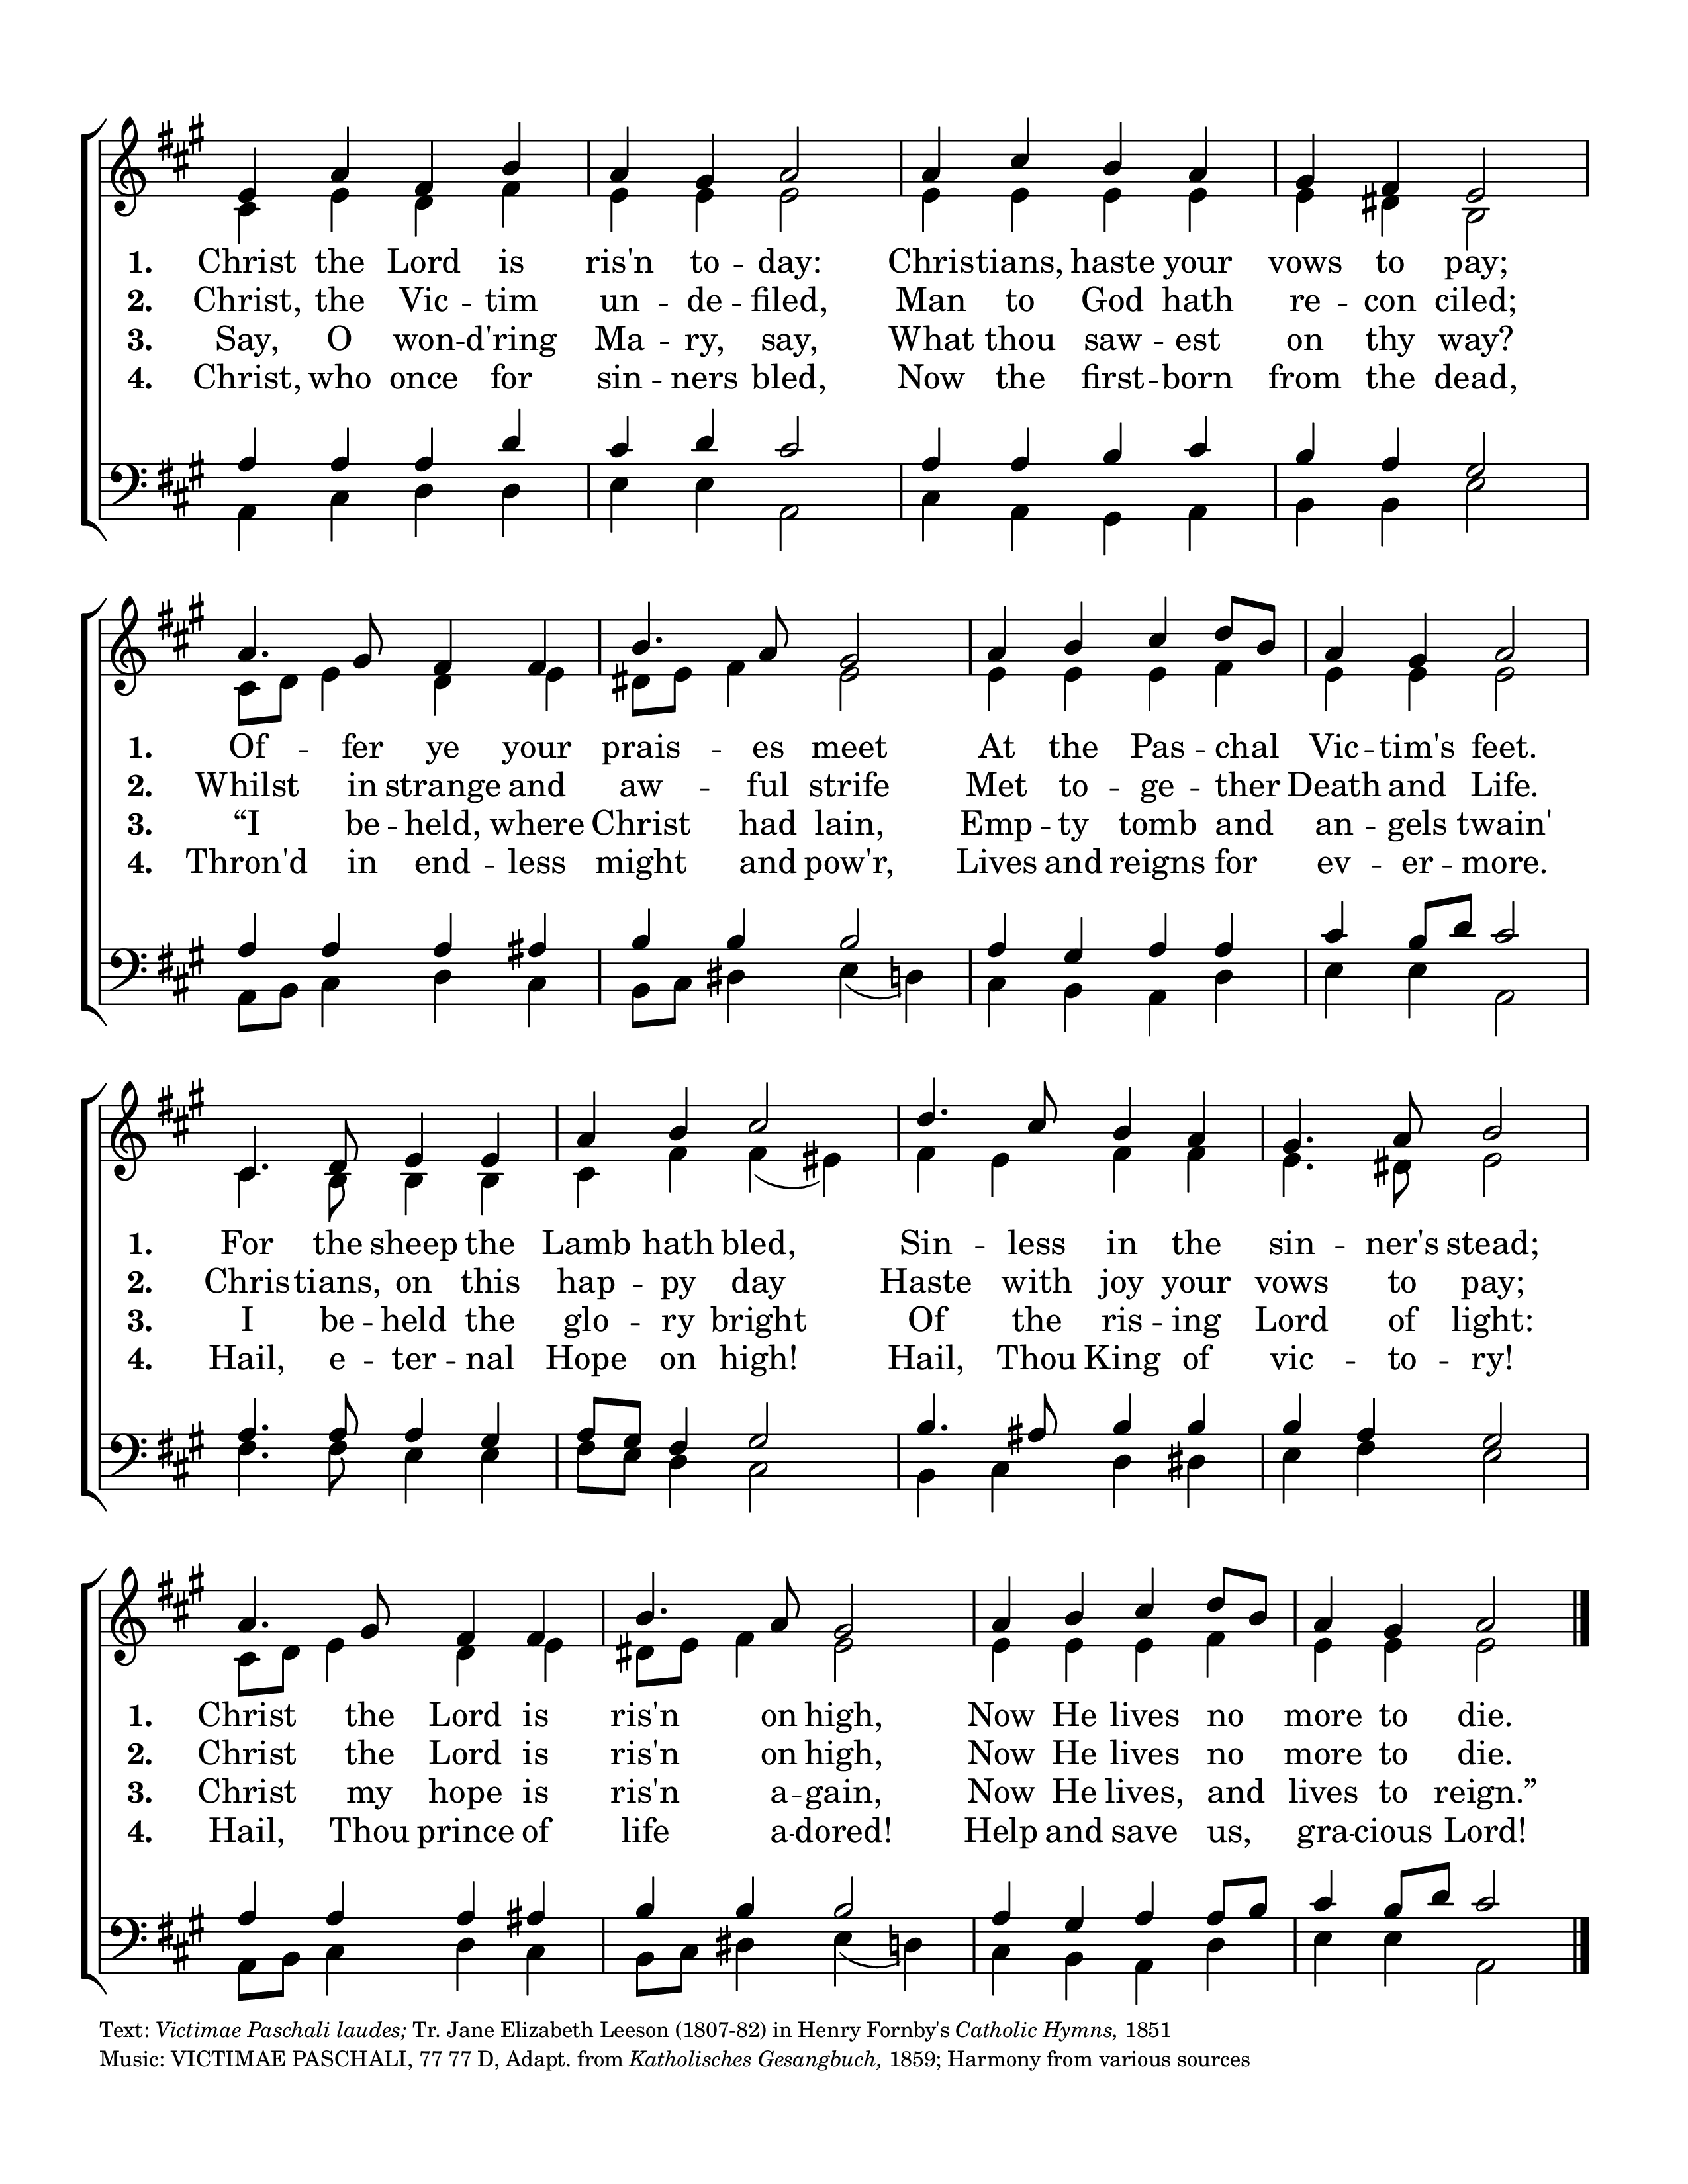 1. Christ the Lord is ris'n to -- day: Christians, haste your vows to pay;
2. Christ, the Vic -- tim un -- de -- filed, Man to God hath re -- con ciled;
3. Say, O won -- d'ring Ma -- ry, say, What thou saw -- est on thy way?
4. Christ, who once for sin -- ners bled, Now the first -- born from the dead,
1. Of -- fer ye your prais -- es meet At the Pas -- chal Vic -- tim's feet.
2. Whilst in strange and aw -- ful strife Met to -- ge -- ther Death and Life.
3. “I be -- held, where Christ had lain, Emp -- ty tomb and an -- gels twain'
4. Thron'd in end -- less might and pow'r, Lives and reigns for ev -- er -- more.
1. For the sheep the Lamb hath bled, Sin -- less in the sin -- ner's stead;
2. Christians, on this hap -- py day Haste with joy your vows to pay;
3. I be -- held the glo -- ry bright Of the ris -- ing Lord of light:
4. Hail, e -- ter -- nal Hope on high! Hail, Thou King of vic -- to -- ry!
1. Christ the Lord is ris'n on high, Now He lives no more to die.
2. Christ the Lord is ris'n on high, Now He lives no more to die.
3. Christ my hope is ris'n a -- gain, Now He lives, and lives to reign.”
4. Hail, Thou prince of life a -- dored! Help and save us, gra -- cious Lord!
Text: Victimae Paschali laudes; Tr. Jane Elizabeth Leeson (1807-82) in Henry Fornby's Catholic Hymns, 1851
Music: VICTIMAE PASCHALI, 77 77 D, Adapt. from Katholisches Gesangbuch, 1859; Harmony from various sources